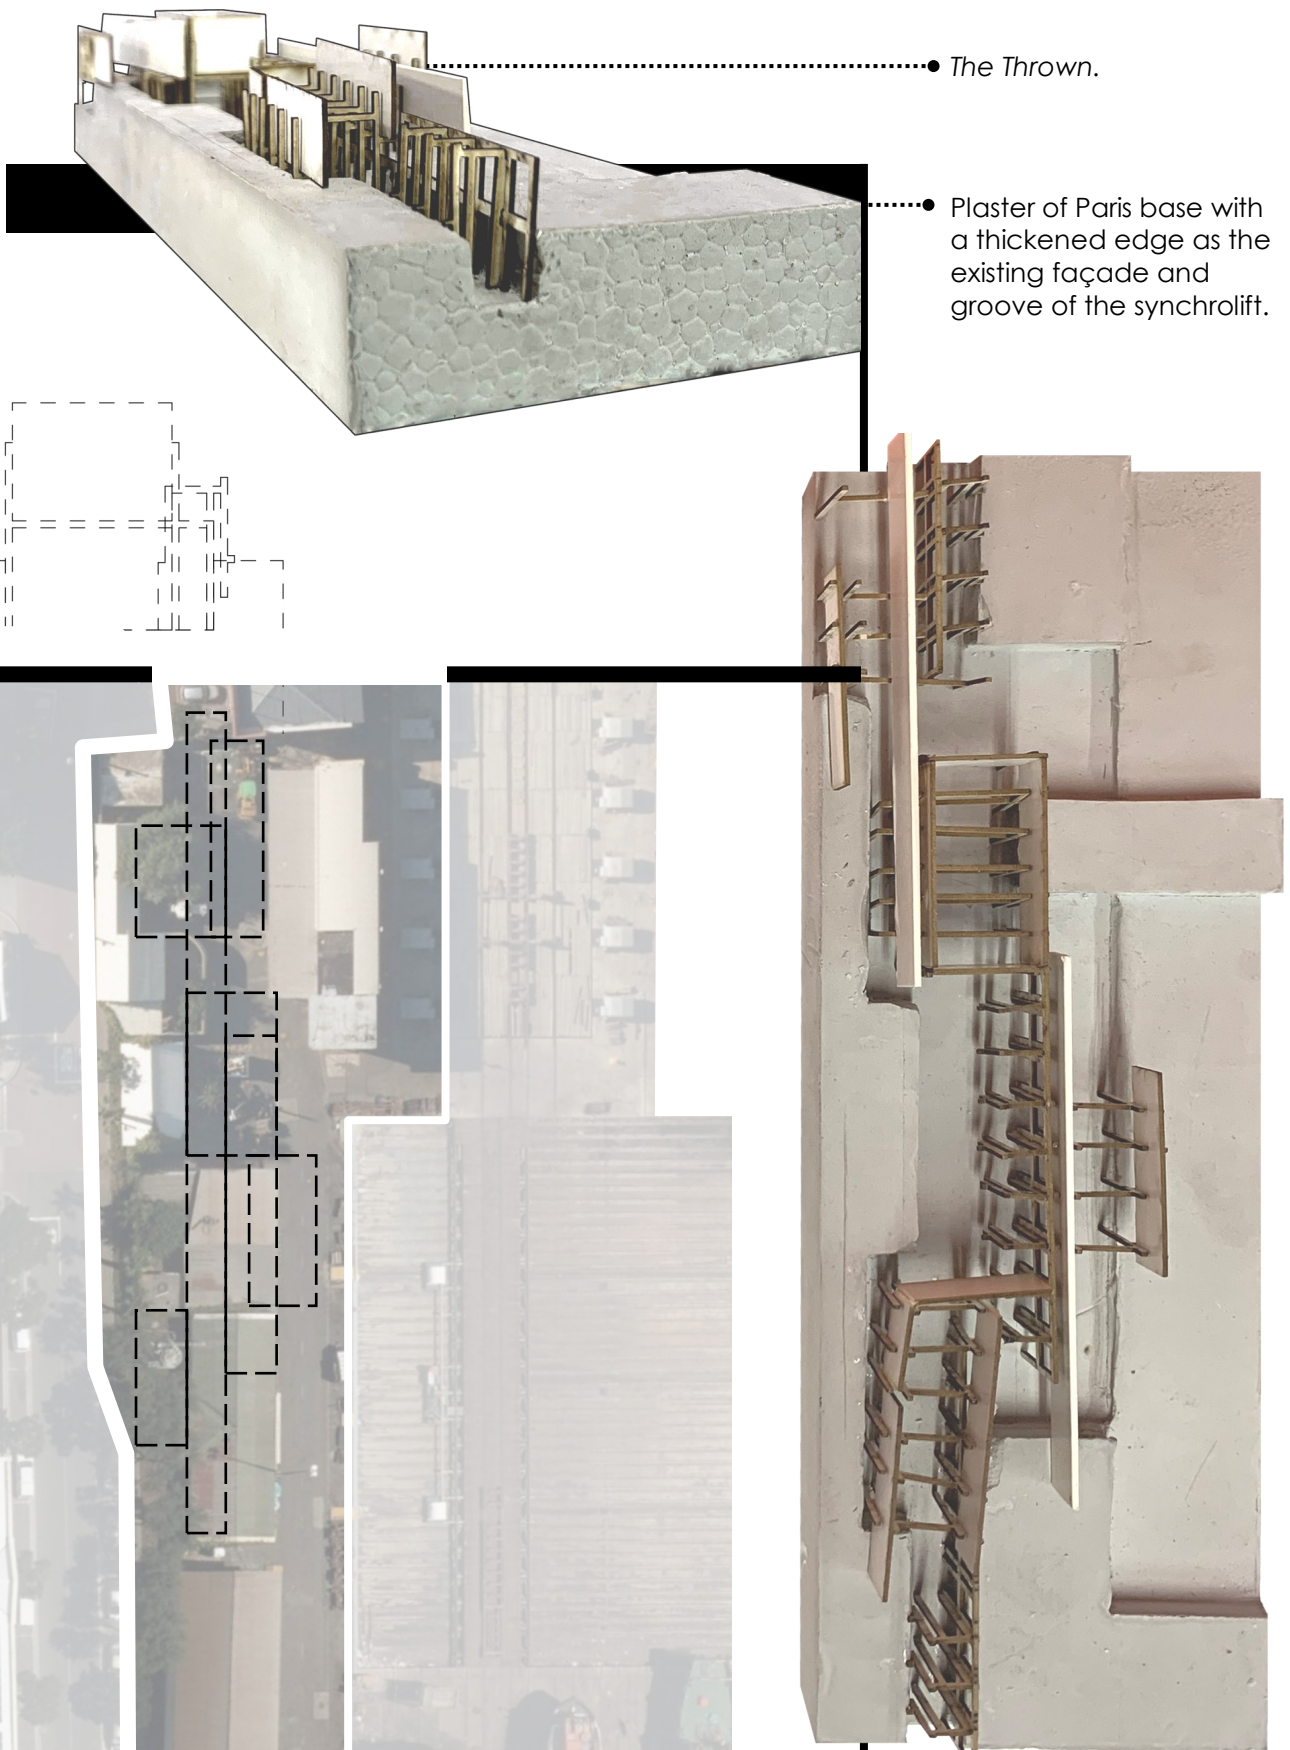 The Thrown.
Plaster of Paris base with
a thickened edge as the
existing façade and
groove of the synchrolift.